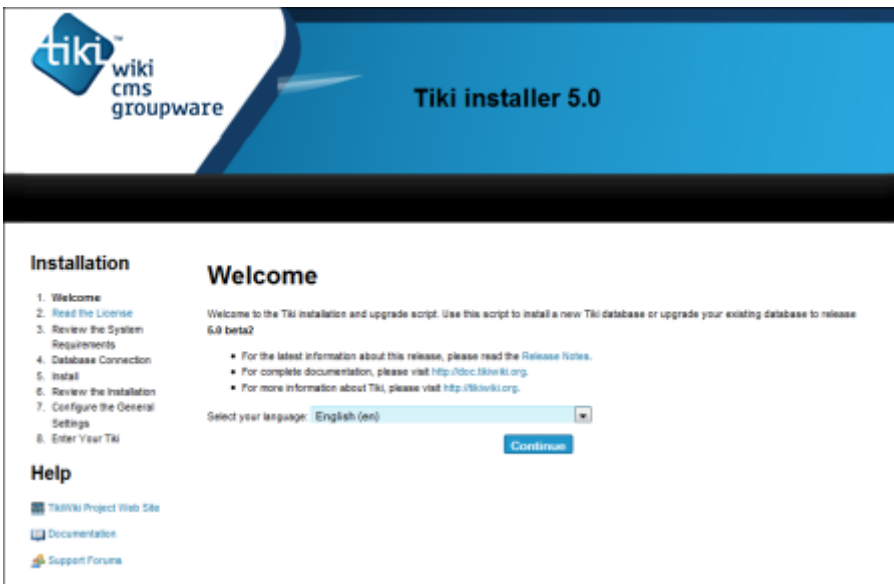 tiki™
wiki
cms
groupware
Tiki installer 5.0
Installation
1. Welcome
2. Read the License
3. Review the System
Requirements
4. Database Connection
5. Install
6. Review the Installation
7. Configure the General
Settings
8. Enter Your Tiki
Help
TikiWiki Project Web Site
Documentation
Support Forums
Welcome
Welcome to the Tiki installation and upgrade script. Use this script to install a new Tiki database or upgrade your existing database to release
5.0 beta2
• For the latest information about this release, please read the Release Notes.
• For complete documentation, please visit http://doc.tikiwiki.org.
• For more information about Tiki, please visit http://tikiwiki.org.
Select your language: English (en)
Continue